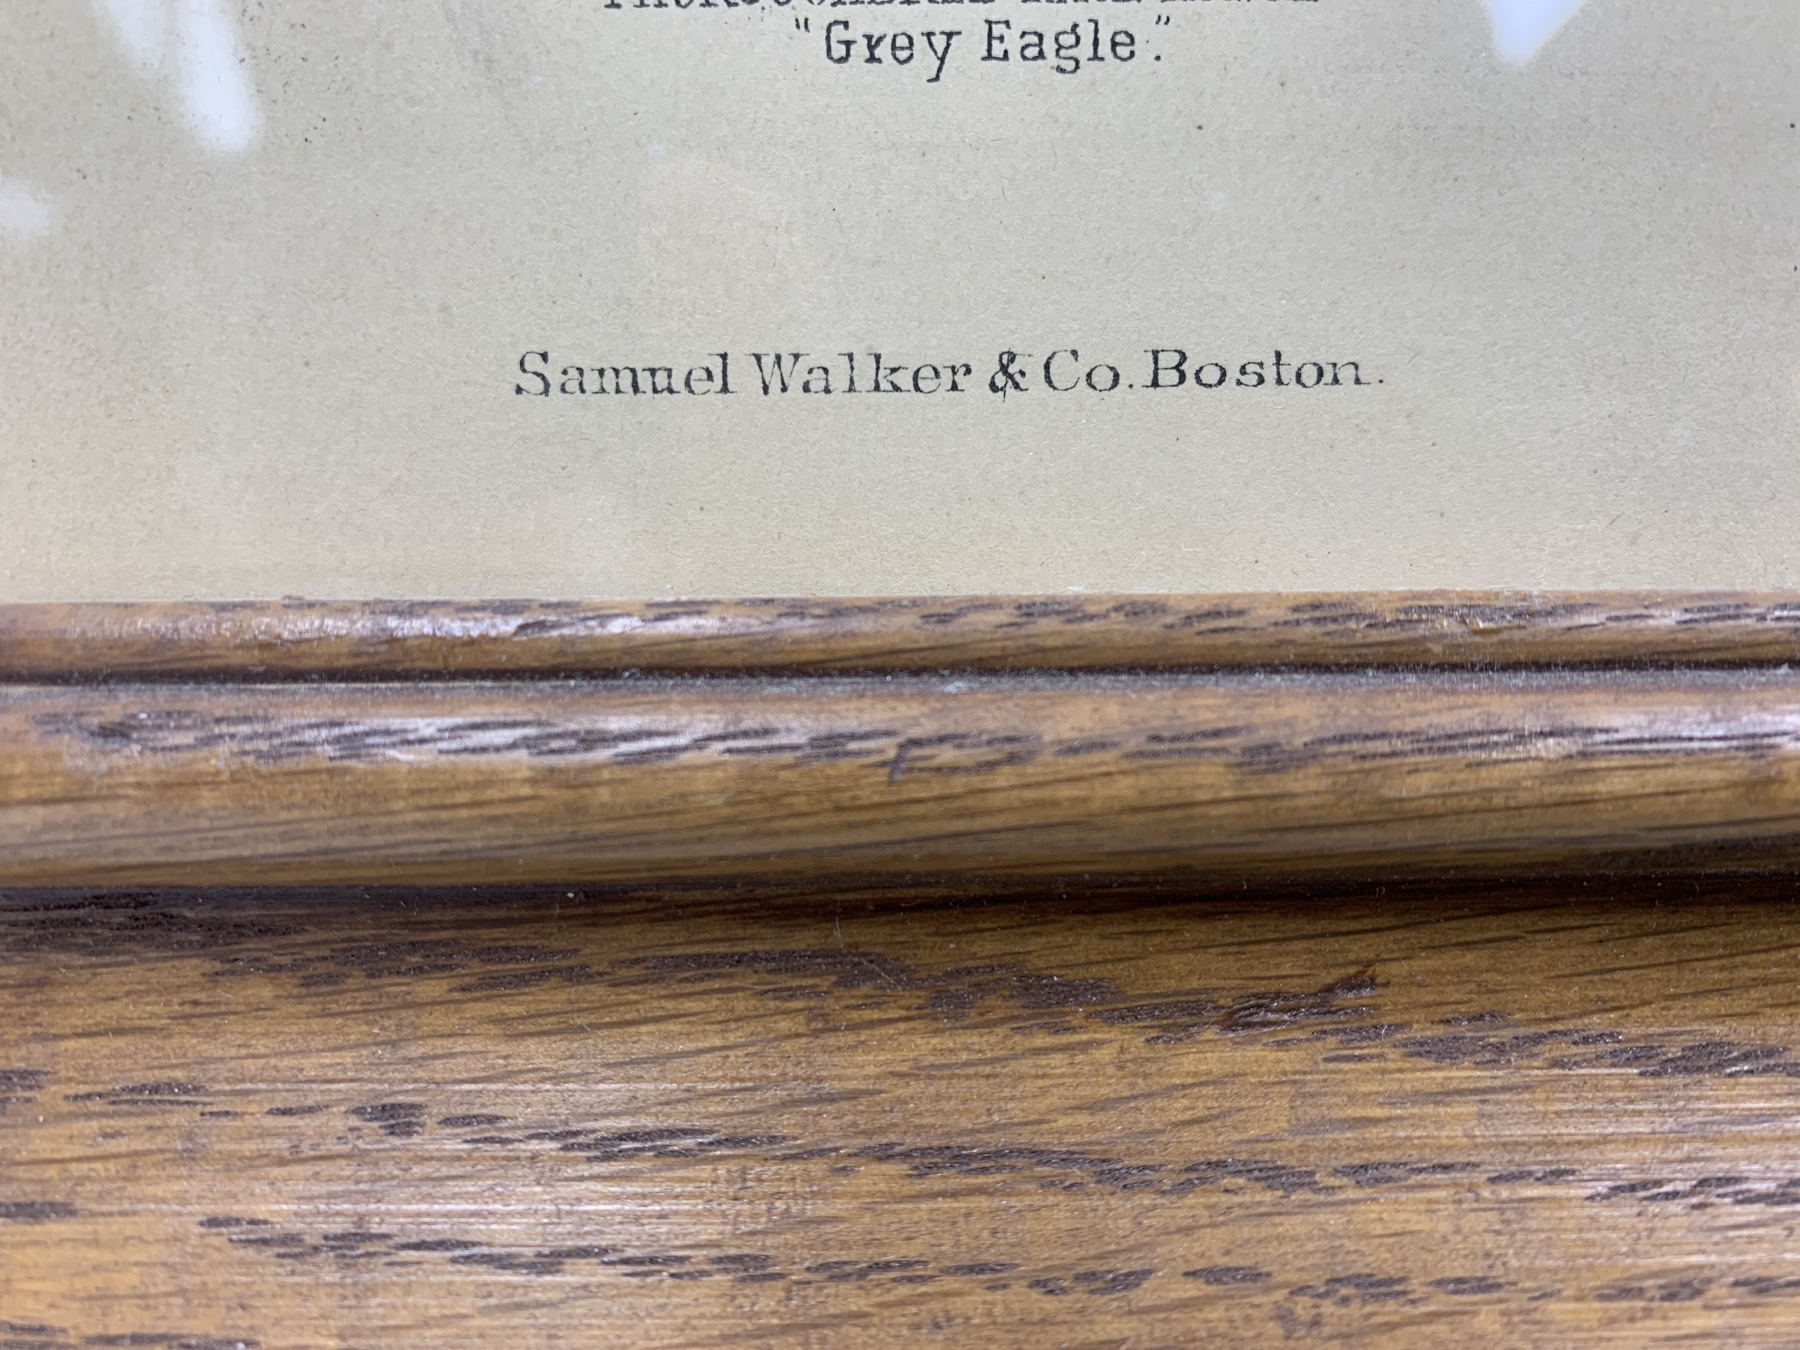 "Grey Eagle."
Samuel Walker & Co. Boston.